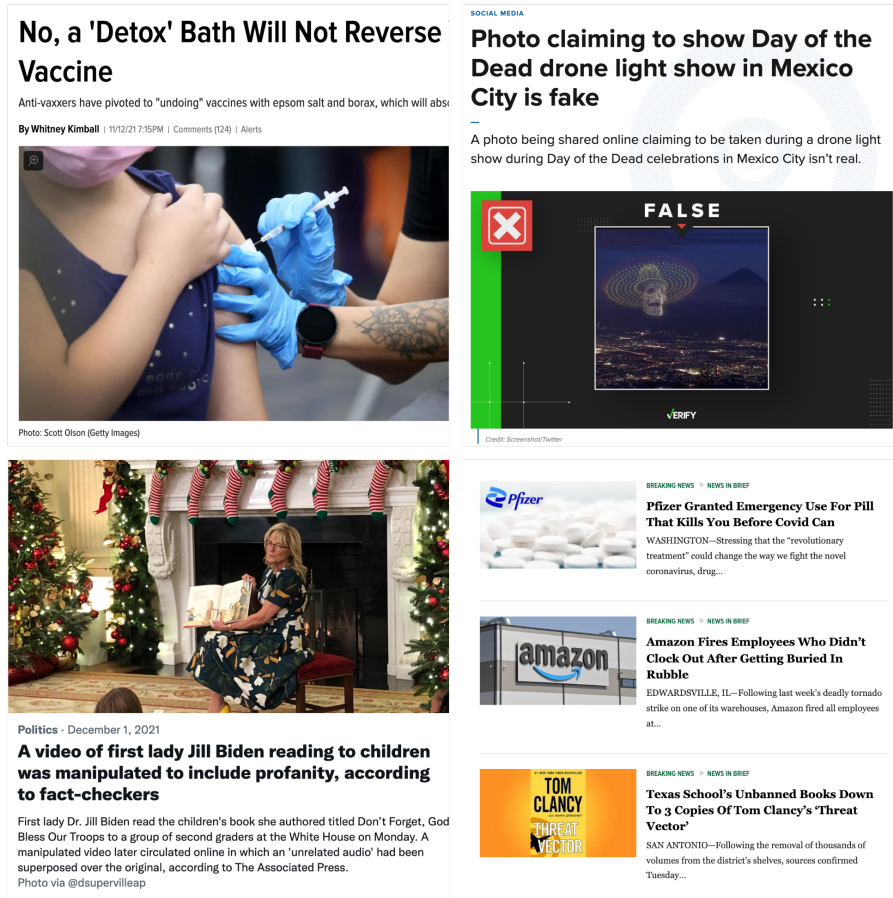 No, a 'Detox' Bath Will Not Reverse
Vaccine
Anti-vaxxers have pivoted to "undoing" vaccines with epsom salt and borax, which will
By Whitney Kimball | 11/12/21 7:15PM | Comments (124) | Alerts
made
and
Photo: Scott Olson (Getty Images)
SOCIAL MEDIA
Photo claiming to show Day of the
Dead drone light show in Mexico
City is fake
A photo being shared online claiming to be taken during a drone light
show during Day of the Dead celebrations in Mexico City isn't real.
FALSE
VERIFY
Credit: Screenshot/Twitter
Politics · December 1, 2021
A video of first lady Jill Biden reading to children
was manipulated to include profanity, according
to fact-checkers
First lady Dr. Jill Biden read the children's book she authored titled Don't Forget, God
Bless Our Troops to a group of second graders at the White House on Monday. A
manipulated video later circulated online in which an 'unrelated audio' had been
superposed over the original, according to The Associated Press.
Photo via @dsupervilleap
Pfizer
BREAKING NEWS » NEWS IN BRIEF
Pfizer Granted Emergency Use For Pill
That Kills You Before Covid Can
WASHINGTON—Stressing that the "revolutionary
treatment" could change the way we fight the novel
coronavirus, drug...
amazon
BREAKING NEWS » NEWS IN BRIEF
Amazon Fires Employees Who Didn't
Clock Out After Getting Buried In
Rubble
EDWARDSVILLE, IL—Following last week's deadly tornado
strike on one of its warehouses, Amazon fired all employees
at...
#1 NEW YORK TIMES BESTSELLER
TOM
CLANCY
THREAT
VECTOR
BREAKING NEWS » NEWS IN BRIEF
Texas School's Unbanned Books Down
To 3 Copies Of Tom Clancy's 'Threat
Vector'
SAN ANTONIO—Following the removal of thousands of
volumes from the district's shelves, sources confirmed
Tuesday...